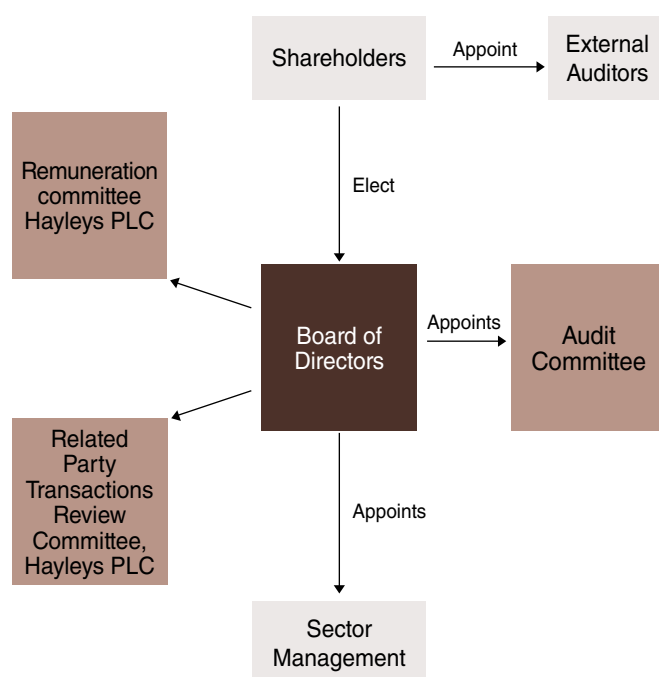 Shareholders
Appoint
External
Auditors
Elect
Remuneration
committee
Hayleys PLC
Board of
Directors
Appoints
Audit
Committee
Related
Party
Transactions
Review
Committee,
Hayleys PLC
Appoints
Sector
Management